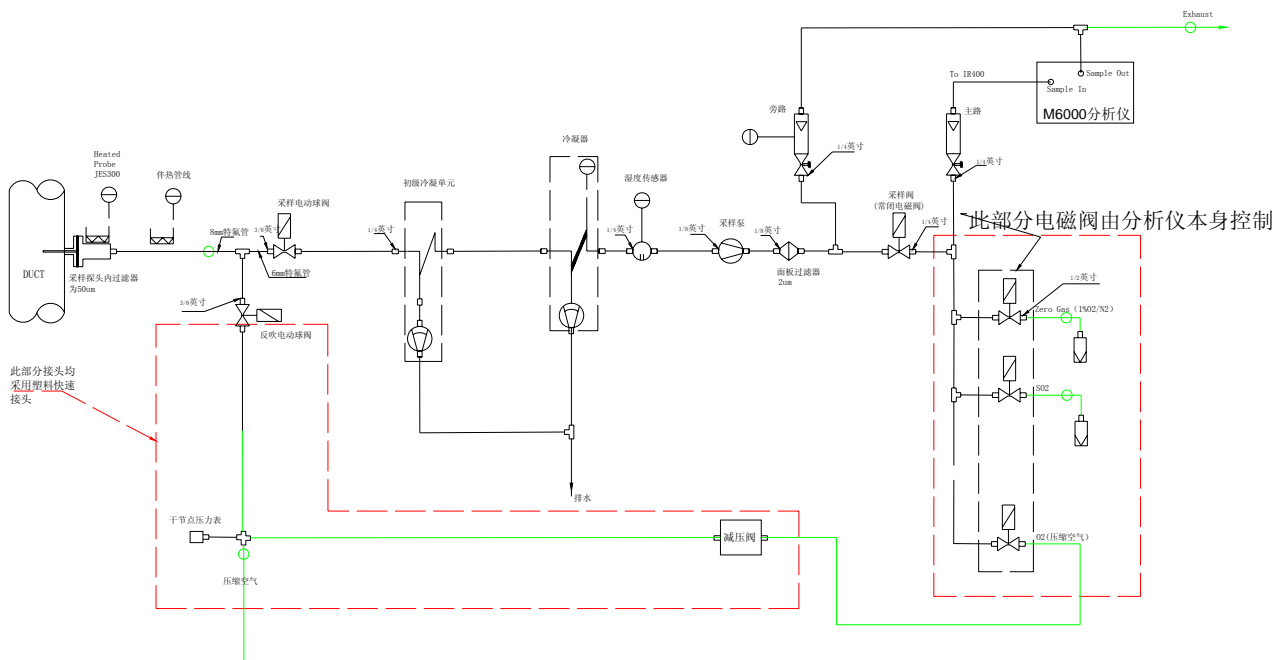 Exhaust
To IR400
Sample Out
Sample In
M6000分析仪
旁路
主路
1/4英寸
1/4英寸
冷凝器
Heated
Probe
JES300
伴热管线
采样电动球阀
初级冷凝单元
湿度传感器
采样泵
采样阀
(常闭电磁阀)
此部分电磁阀由分析仪本身控制
8mm特氟管
1/8英寸
1/4英寸
1/4英寸
1/8英寸
1/8英寸
1/4英寸
DUCT
采样探头内过滤器
为50um
6mm特氟管
面板过滤器
2um
1/2英寸
3/8英寸
Zero Gas（1%O2/N2）
反吹电动球阀
此部分接头均
采用塑料快速
接头
SO2
排水
干节点压力表
减压阀
O2(压缩空气)
压缩空气